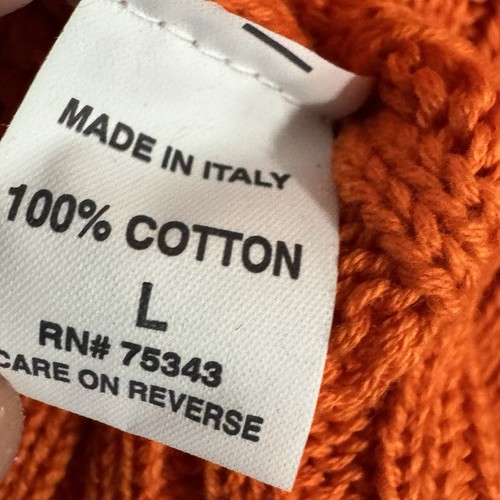 MADE IN ITALY
100% COTTON
L
RN# 75343
CARE ON REVERSE